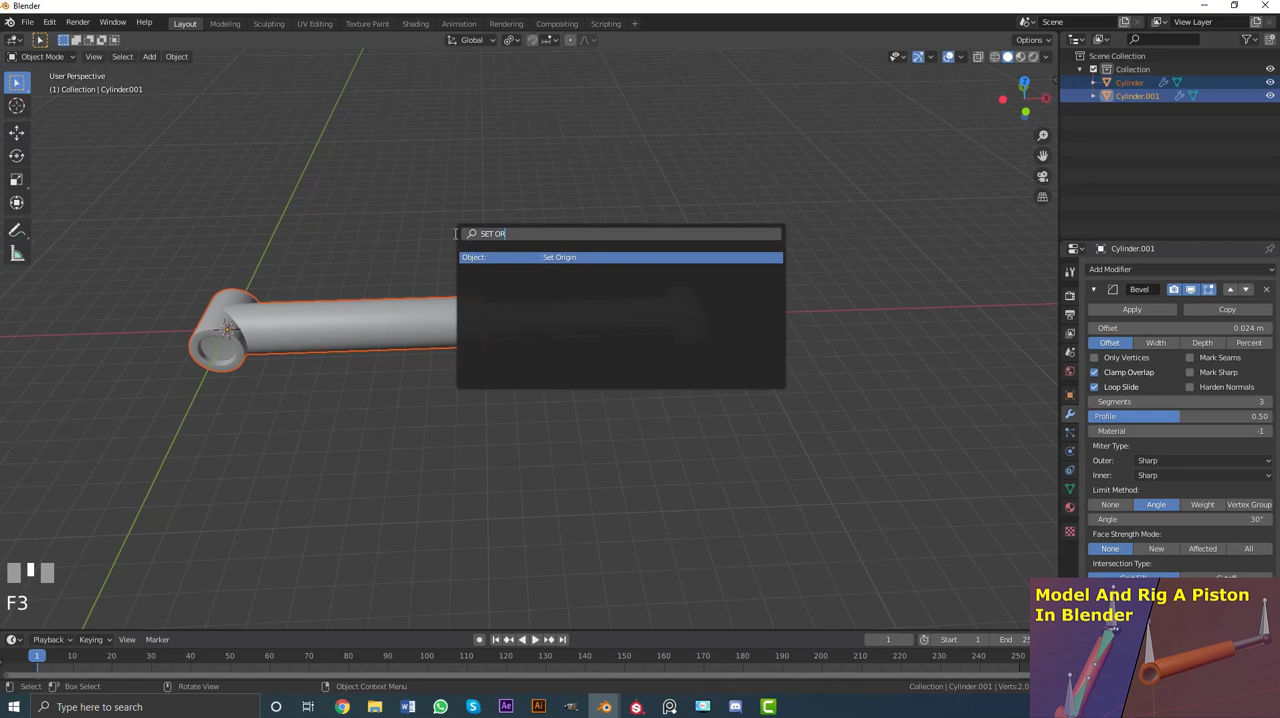 Blender
File Edit Render Window Help Layout Modeling Sculpting UV Editing Texture Paint Shading Animation Rendering Compositing Scripting + Scene View Layer
Global Options
Object Mode View Select Add Object
User Perspective
(1) Collection | Cylinder.001
Scene Collection
Collection
Cylinder
Cylinder.001
SET OR
Object: Set Origin
Cylinder.001
Add Modifier
Bevel
Apply Copy
Offset 0.024 m
Offset Width Depth Percent
Only Vertices Mark Seams
Clamp Overlap Mark Sharp
Loop Slide Harden Normals
Segments 3
Profile 0.50
Material -1
Miter Type:
Outer: Sharp
Inner: Sharp
Limit Method:
None Angle Weight Vertex Group
Angle 30°
Face Strength Mode:
None New Affected All
Intersection Type:
F3
Model And Rig A Piston
In Blender
Playback Keying View Marker 1 Start 1 End 25
1 10 20 30 40 50 60 70 80 90 100 110 120 130 140 150 160 170 180 190 200 210 220 230 240 250
Select Box Select Rotate View Object Context Menu Collection | Cylinder.001 | Verts:2,0
Type here to search